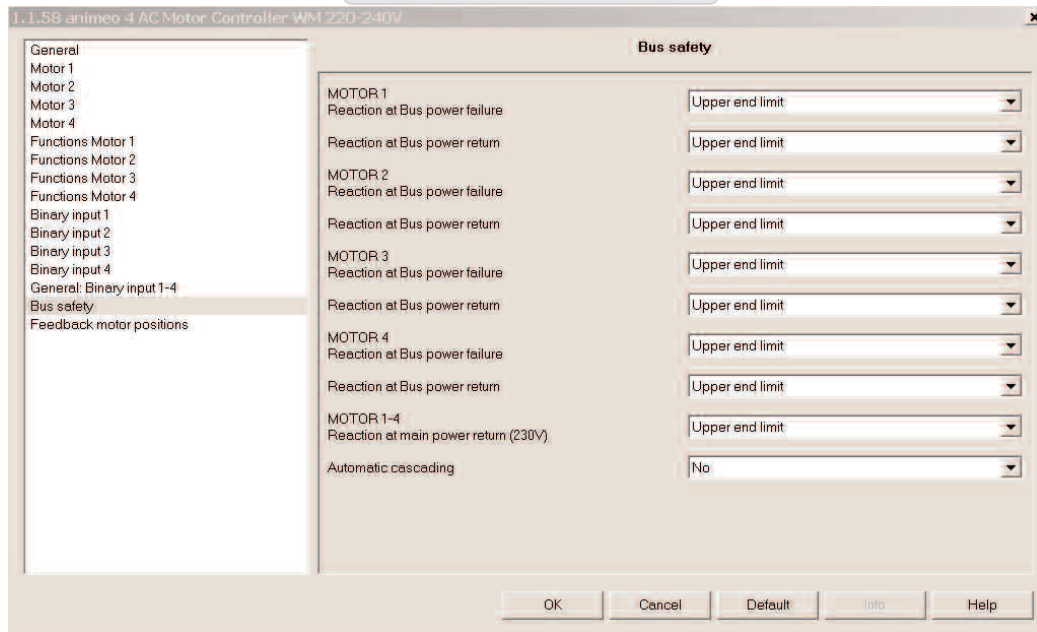 1.1.58 animeo 4 AC Motor Controller WM 220-240V
General
Motor 1
Motor 2
Motor 3
Motor 4
Functions Motor 1
Functions Motor 2
Functions Motor 3
Functions Motor 4
Binary input 1
Binary input 2
Binary input 3
Binary input 4
General: Binary input 1-4
Bus safety
Feedback motor positions
Bus safety
MOTOR 1
Reaction at Bus power failure
Upper end limit
Reaction at Bus power return
Upper end limit
MOTOR 2
Reaction at Bus power failure
Upper end limit
Reaction at Bus power return
Upper end limit
MOTOR 3
Reaction at Bus power failure
Upper end limit
Reaction at Bus power return
Upper end limit
MOTOR 4
Reaction at Bus power failure
Upper end limit
Reaction at Bus power return
Upper end limit
MOTOR 1-4
Reaction at main power return (230V)
Upper end limit
Automatic cascading
No
OK
Cancel
Default
Info
Help